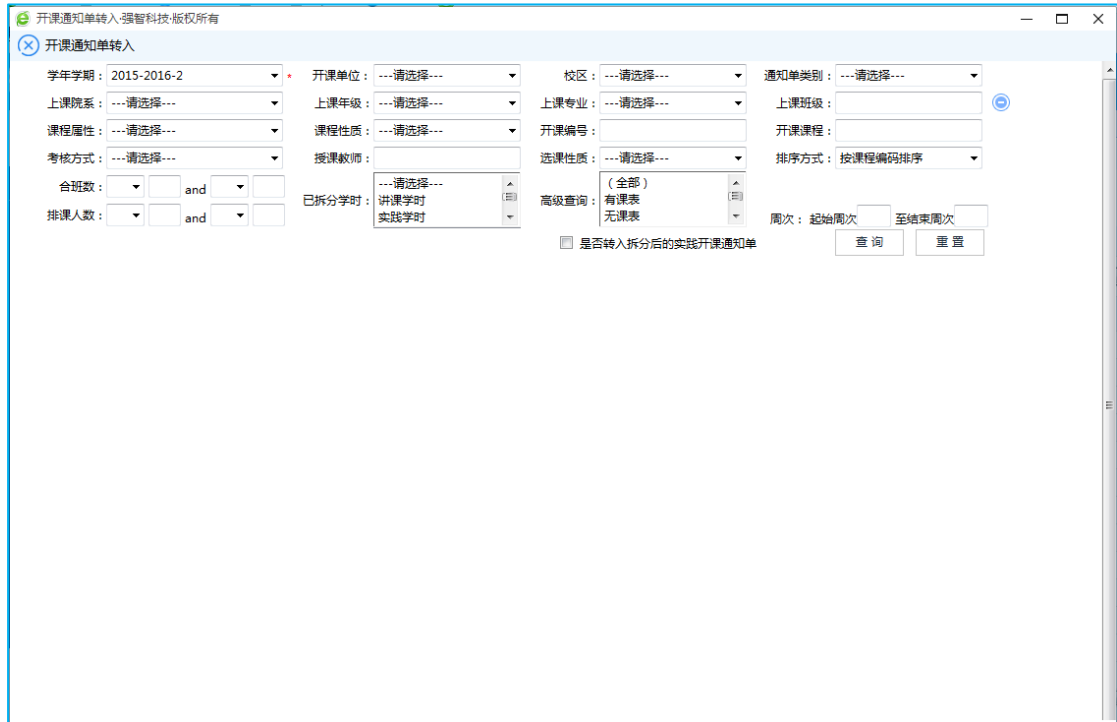 开课通知单转入·强智科技·版权所有
开课通知单转入
学年学期： 2015-2016-2 * 开课单位： ---请选择--- 校区： ---请选择--- 通知单类别： ---请选择---
上课院系： ---请选择--- 上课年级： ---请选择--- 上课专业： ---请选择--- 上课班级：
课程属性： ---请选择--- 课程性质： ---请选择--- 开课编号： 开课课程：
考核方式： ---请选择--- 授课教师： 选课性质： ---请选择--- 排序方式： 按课程编码排序
合班数： and
排课人数： and
已拆分学时： ---请选择---
讲课学时
实践学时
高级查询： （全部）
有课表
无课表
周次： 起始周次 至结束周次
是否转入拆分后的实践开课通知单 查 询 重 置